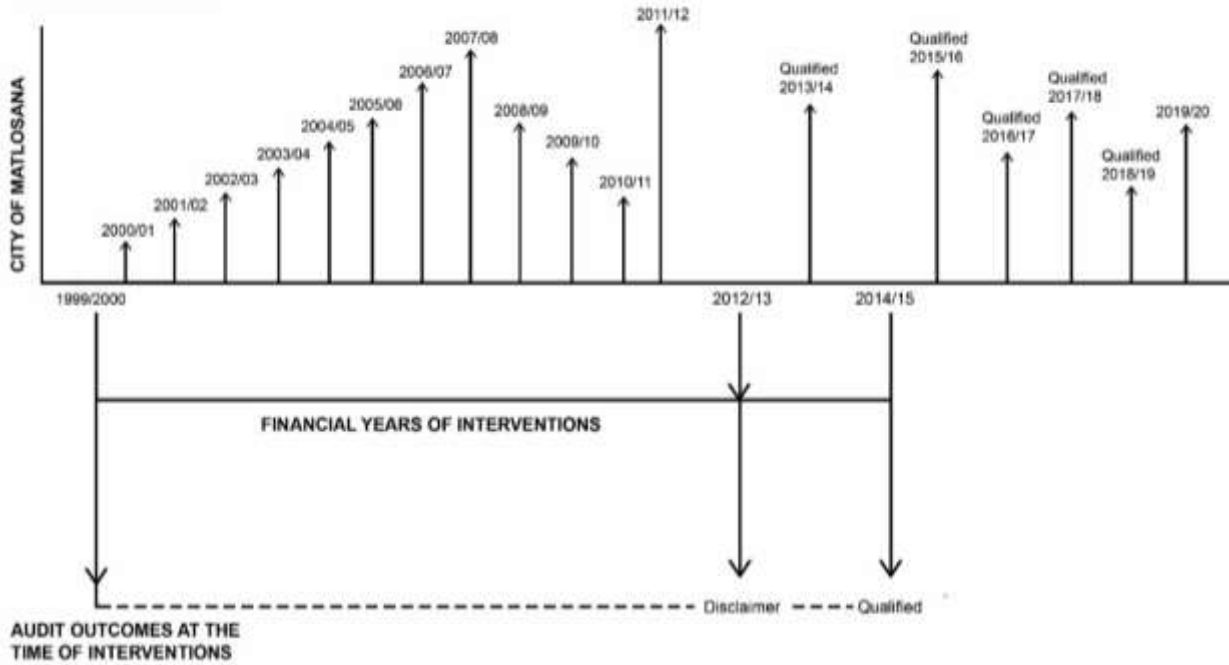 CITY OF MATLOSANA
2000/01
2001/02
2002/03
2003/04
2004/05
2005/06
2006/07
2007/08
2008/09
2009/10
2010/11
2011/12
Qualified
2013/14
Qualified
2015/16
Qualified
2016/17
Qualified
2017/18
Qualified
2018/19
2019/20
1999/2000
2012/13
2014/15
FINANCIAL YEARS OF INTERVENTIONS
Disclaimer
Qualified
AUDIT OUTCOMES AT THE
TIME OF INTERVENTIONS